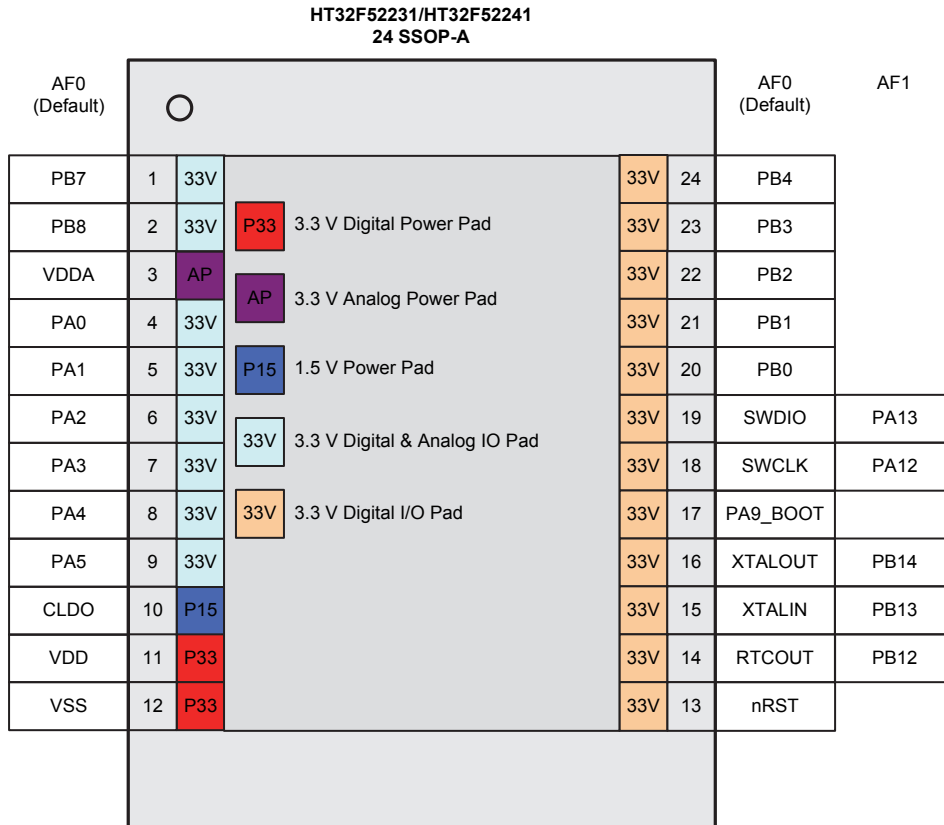 HT32F52231/HT32F52241
24 SSOP-A
AF0
(Default)
AF0
(Default)
AF1
PB7 1 33V 33V 24 PB4
PB8 2 33V P33 3.3 V Digital Power Pad 33V 23 PB3
VDDA 3 AP 33V 22 PB2
AP 3.3 V Analog Power Pad
PA0 4 33V 33V 21 PB1
PA1 5 33V P15 1.5 V Power Pad 33V 20 PB0
PA2 6 33V 33V 19 SWDIO PA13
33V 3.3 V Digital & Analog IO Pad
PA3 7 33V 33V 18 SWCLK PA12
PA4 8 33V 33V 3.3 V Digital I/O Pad 33V 17 PA9_BOOT
PA5 9 33V 33V 16 XTALOUT PB14
CLDO 10 P15 33V 15 XTALIN PB13
VDD 11 P33 33V 14 RTCOUT PB12
VSS 12 P33 33V 13 nRST